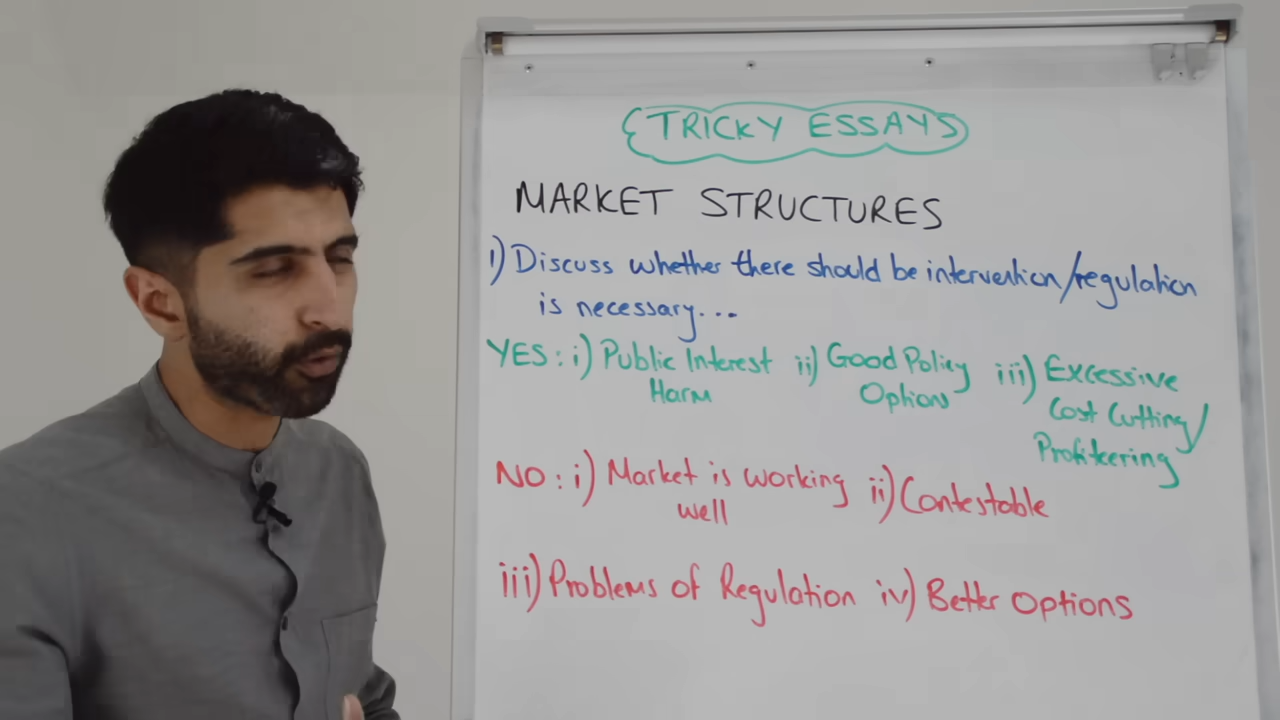 TRICKY ESSAYS
MARKET STRUCTURES
1) Discuss whether there should be intervention/regulation
is necessary...
YES: i) Public Interest Harm ii) Good Policy Options iii) Excessive Cost Cutting/ Profiteering
NO: i) Market is working well ii) Contestable
iii) Problems of Regulation iv) Better Options